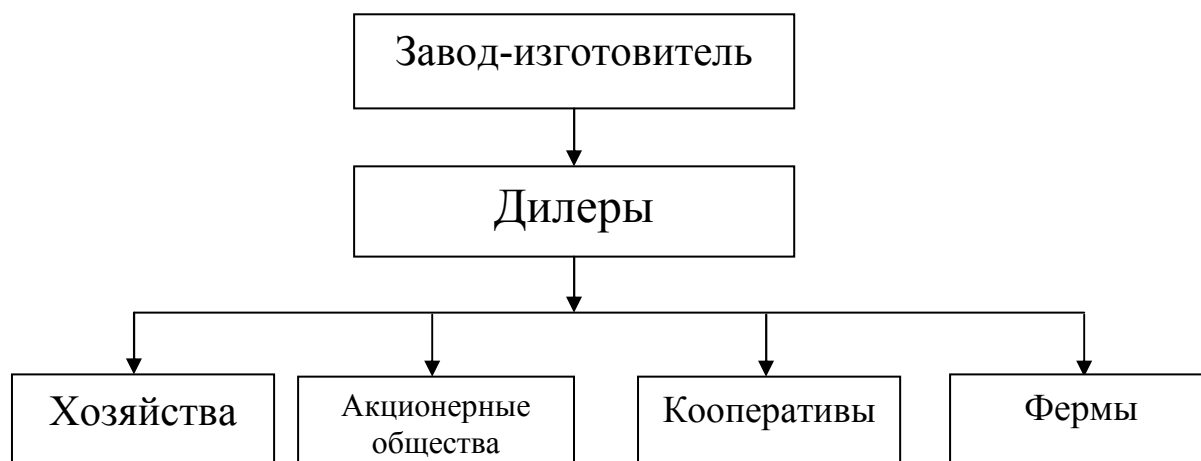 Завод-изготовитель
Дилеры
Хозяйства
Акционерные
общества
Кооперативы
Фермы